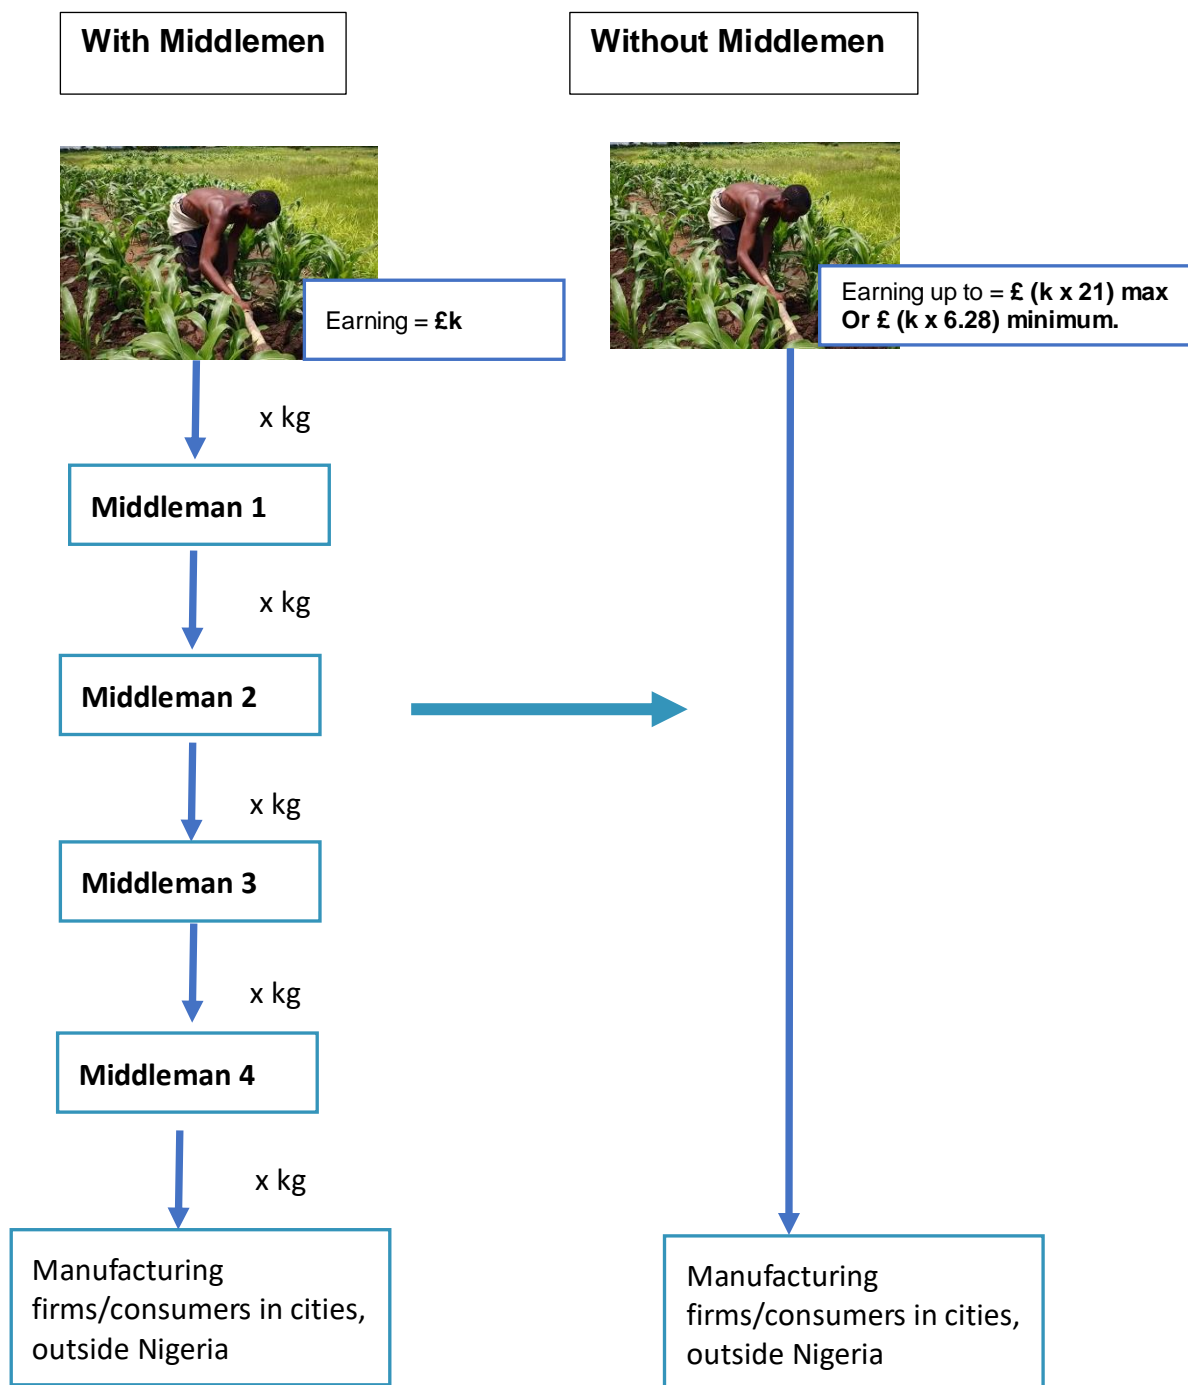 With Middlemen
Without Middlemen
Earning = £k
Earning up to = £ (k x 21) max
Or £ (k x 6.28) minimum.
x kg
Middleman 1
x kg
Middleman 2
x kg
Middleman 3
x kg
Middleman 4
x kg
Manufacturing
firms/consumers in cities,
outside Nigeria
Manufacturing
firms/consumers in cities,
outside Nigeria